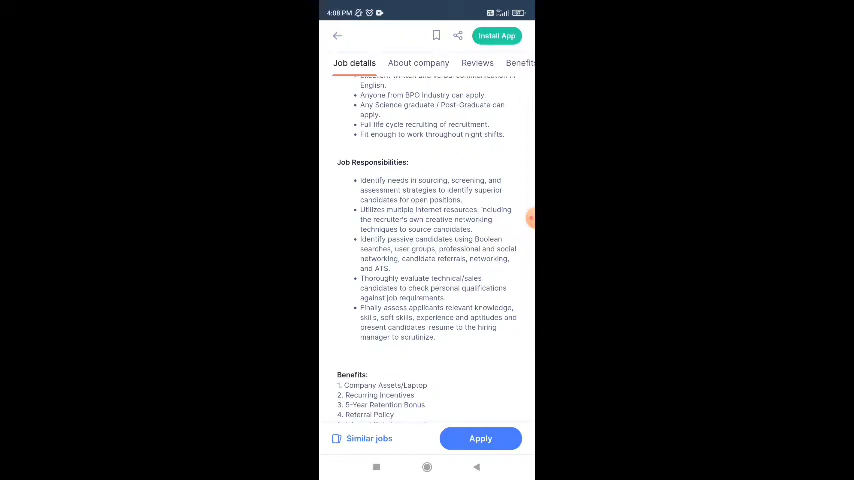 4:08 PM
Install App
Job details About company Reviews Benefits
English.
• Anyone from BPO Industry can apply.
• Any Science graduate / Post-Graduate can
apply.
• Full life cycle recruiting of recruitment.
• Fit enough to work throughout night shifts.
Job Responsibilities:
• Identify needs in sourcing, screening, and
assessment strategies to identify superior
candidates for open positions.
• Utilizes multiple internet resources, including
the recruiter's own creative networking
techniques to source candidates.
• Identify passive candidates using Boolean
searches, user groups, professional and social
networking, candidate referrals, networking,
and ATS.
• Thoroughly evaluate technical/sales
candidates to check personal qualifications
against job requirements.
• Finally assess applicants relevant knowledge,
skills, soft skills, experience and aptitudes and
present candidates' resume to the hiring
manager to scrutinize.
Benefits:
1. Company Assets/Laptop
2. Recurring Incentives
3. 5-Year Retention Bonus
4. Referral Policy
Similar jobs
Apply